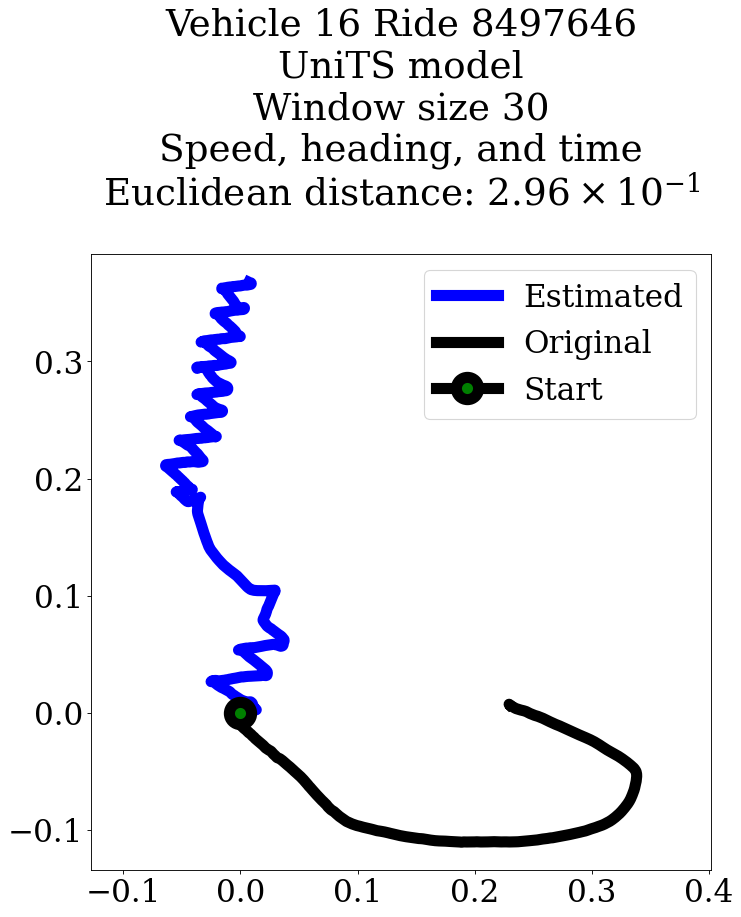 Vehicle 16 Ride 8497646
UniTS model
Window size 30
Speed, heading, and time
Euclidean distance: 2.96 × 10⁻¹
Estimated
Original
Start
0.3
0.2
0.1
0.0
−0.1
−0.1 0.0 0.1 0.2 0.3 0.4